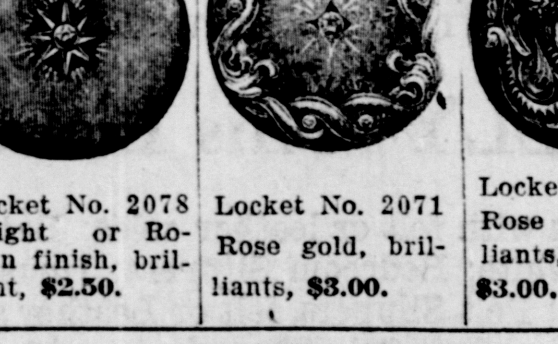 cket No. 2078
ight or Ro-
n finish, bril-
nt, $2.50.
Locket No. 2071
Rose gold, bril-
liants, $3.00.
Locke
Rose
liants,
$3.00.